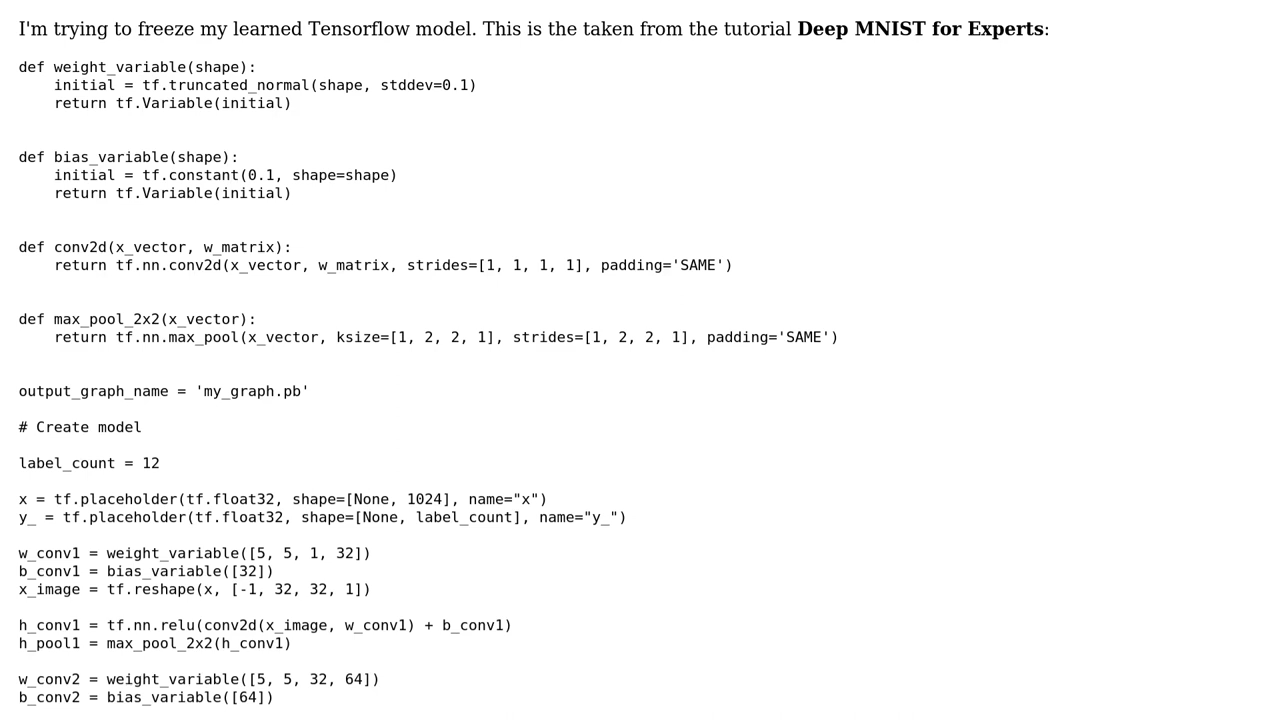 I'm trying to freeze my learned Tensorflow model. This is the taken from the tutorial Deep MNIST for Experts:
def weight_variable(shape):
    initial = tf.truncated_normal(shape, stddev=0.1)
    return tf.Variable(initial)
def bias_variable(shape):
    initial = tf.constant(0.1, shape=shape)
    return tf.Variable(initial)
def conv2d(x_vector, w_matrix):
    return tf.nn.conv2d(x_vector, w_matrix, strides=[1, 1, 1, 1], padding='SAME')
def max_pool_2x2(x_vector):
    return tf.nn.max_pool(x_vector, ksize=[1, 2, 2, 1], strides=[1, 2, 2, 1], padding='SAME')
output_graph_name = 'my_graph.pb'
# Create model
label_count = 12
x = tf.placeholder(tf.float32, shape=[None, 1024], name="x")
y_ = tf.placeholder(tf.float32, shape=[None, label_count], name="y_")
w_conv1 = weight_variable([5, 5, 1, 32])
b_conv1 = bias_variable([32])
x_image = tf.reshape(x, [-1, 32, 32, 1])
h_conv1 = tf.nn.relu(conv2d(x_image, w_conv1) + b_conv1)
h_pool1 = max_pool_2x2(h_conv1)
w_conv2 = weight_variable([5, 5, 32, 64])
b_conv2 = bias_variable([64])